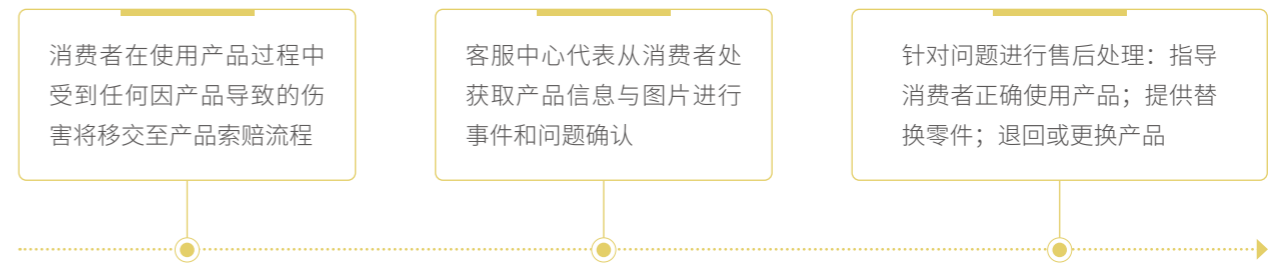 消费者在使用产品过程中
受到任何因产品导致的伤
害将移交至产品索赔流程
客服中心代表从消费者处
获取产品信息与图片进行
事件和问题确认
针对问题进行售后处理：指导
消费者正确使用产品；提供替
换零件；退回或更换产品